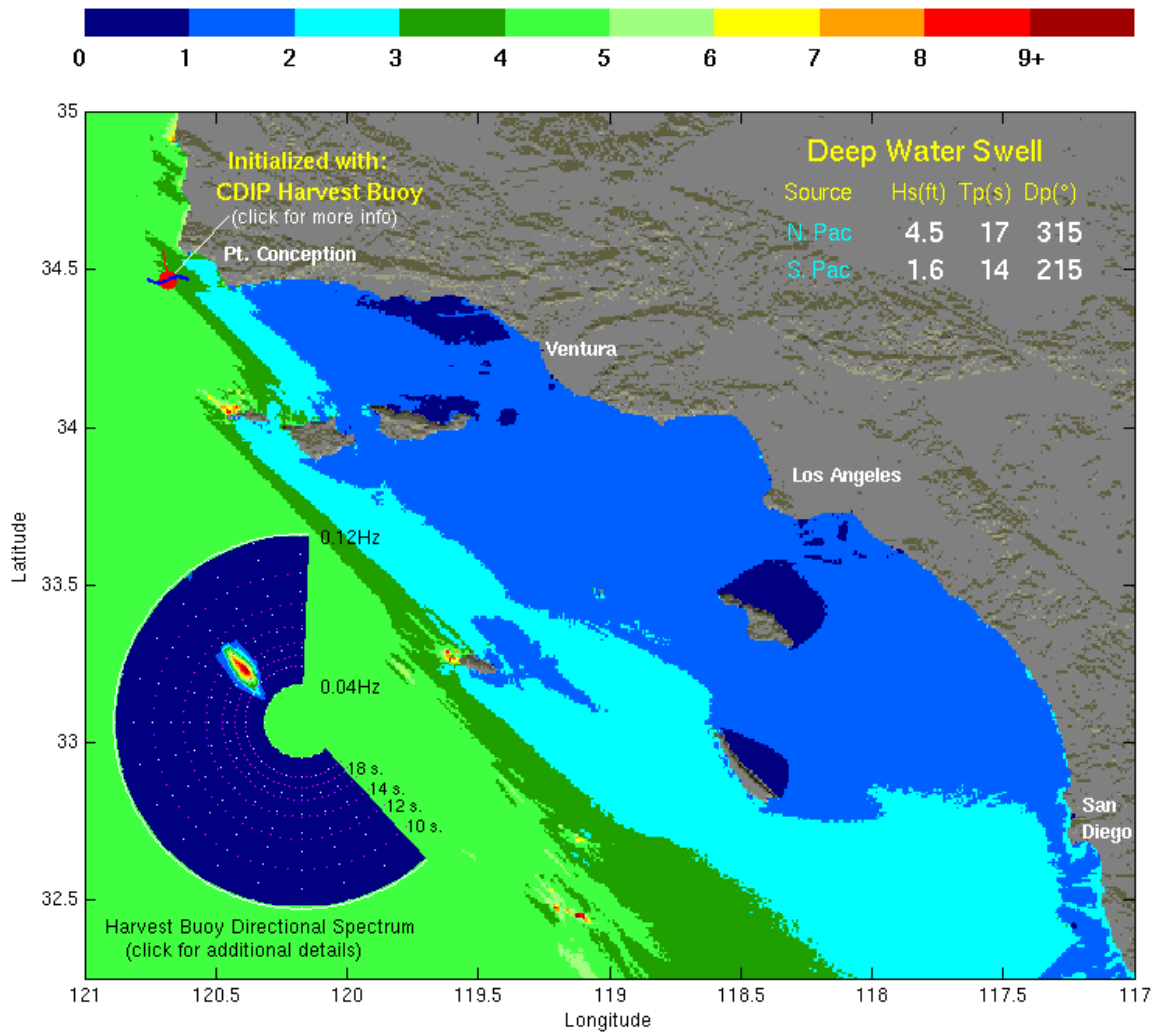 0 1 2 3 4 5 6 7 8 9+
35
Initialized with:
CDIP Harvest Buoy
(click for more info)
Pt. Conception
Deep Water Swell
Source Hs(ft) Tp(s) Dp(°)
N. Pac 4.5 17 315
S. Pac 1.6 14 215
34.5
Ventura
34
Los Angeles
Latitude
33.5
0.12Hz
0.04Hz
33
18 s.
14 s.
12 s.
10 s.
San
Diego
32.5
Harvest Buoy Directional Spectrum
(click for additional details)
121 120.5 120 119.5 119 118.5 118 117.5 117
Longitude